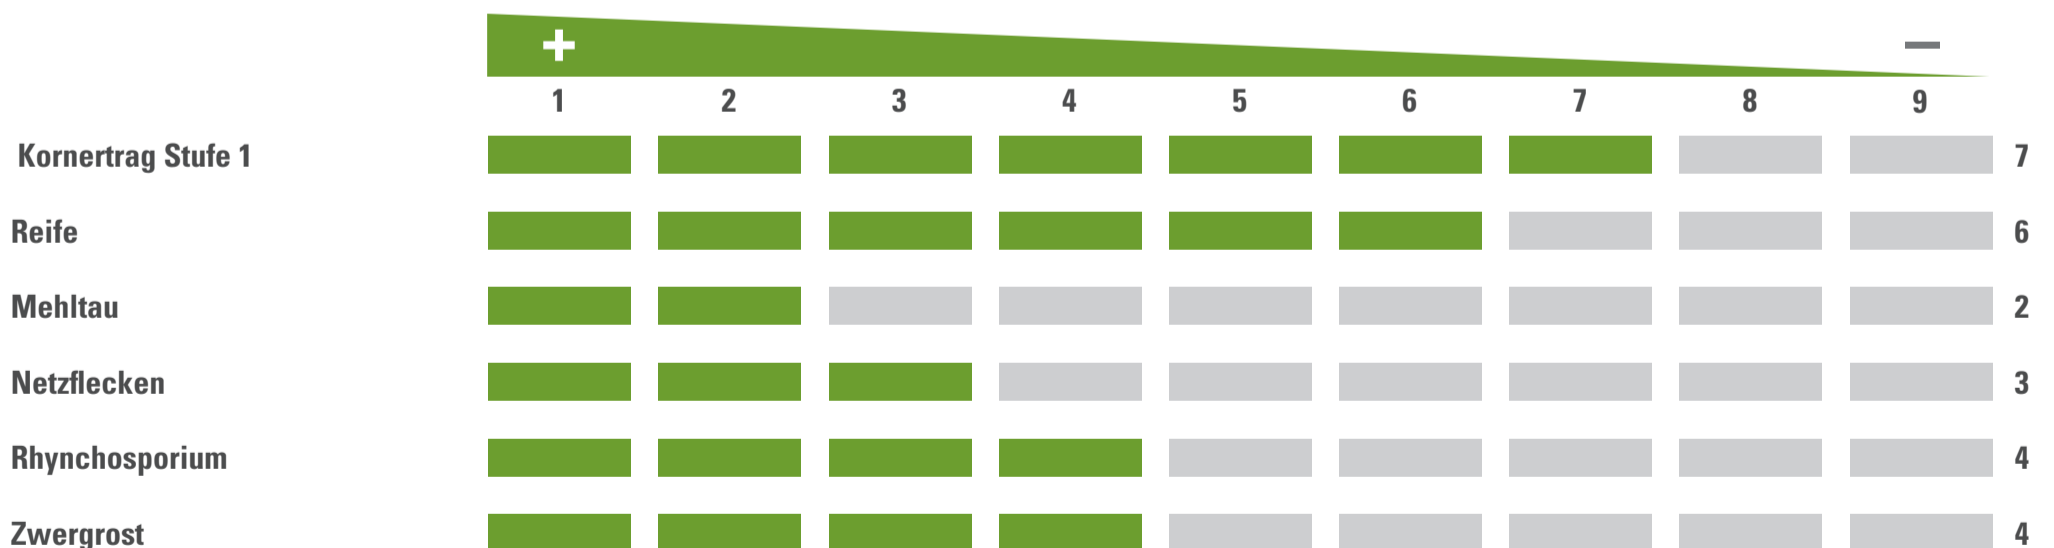 + −
1 2 3 4 5 6 7 8 9
Kornertrag Stufe 1 7
Reife 6
Mehltau 2
Netzflecken 3
Rhynchosporium 4
Zwergrost 4